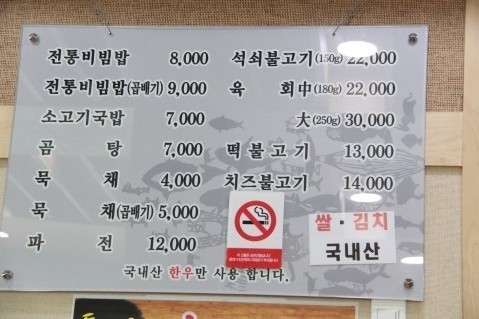 전통비빔밥 8,000
전통비빔밥(곱배기) 9,000
소고기국밥 7,000
곰 탕 7,000
묵 채 4,000
묵 채(곱배기) 5,000
파 전 12,000
석쇠불고기(150g) 22,000
육 회中(180g) 22,000
大(250g) 30,000
떡불고기 13,000
치즈불고기 14,000
쌀·김치
국내산
국내산 한우만 사용 합니다.